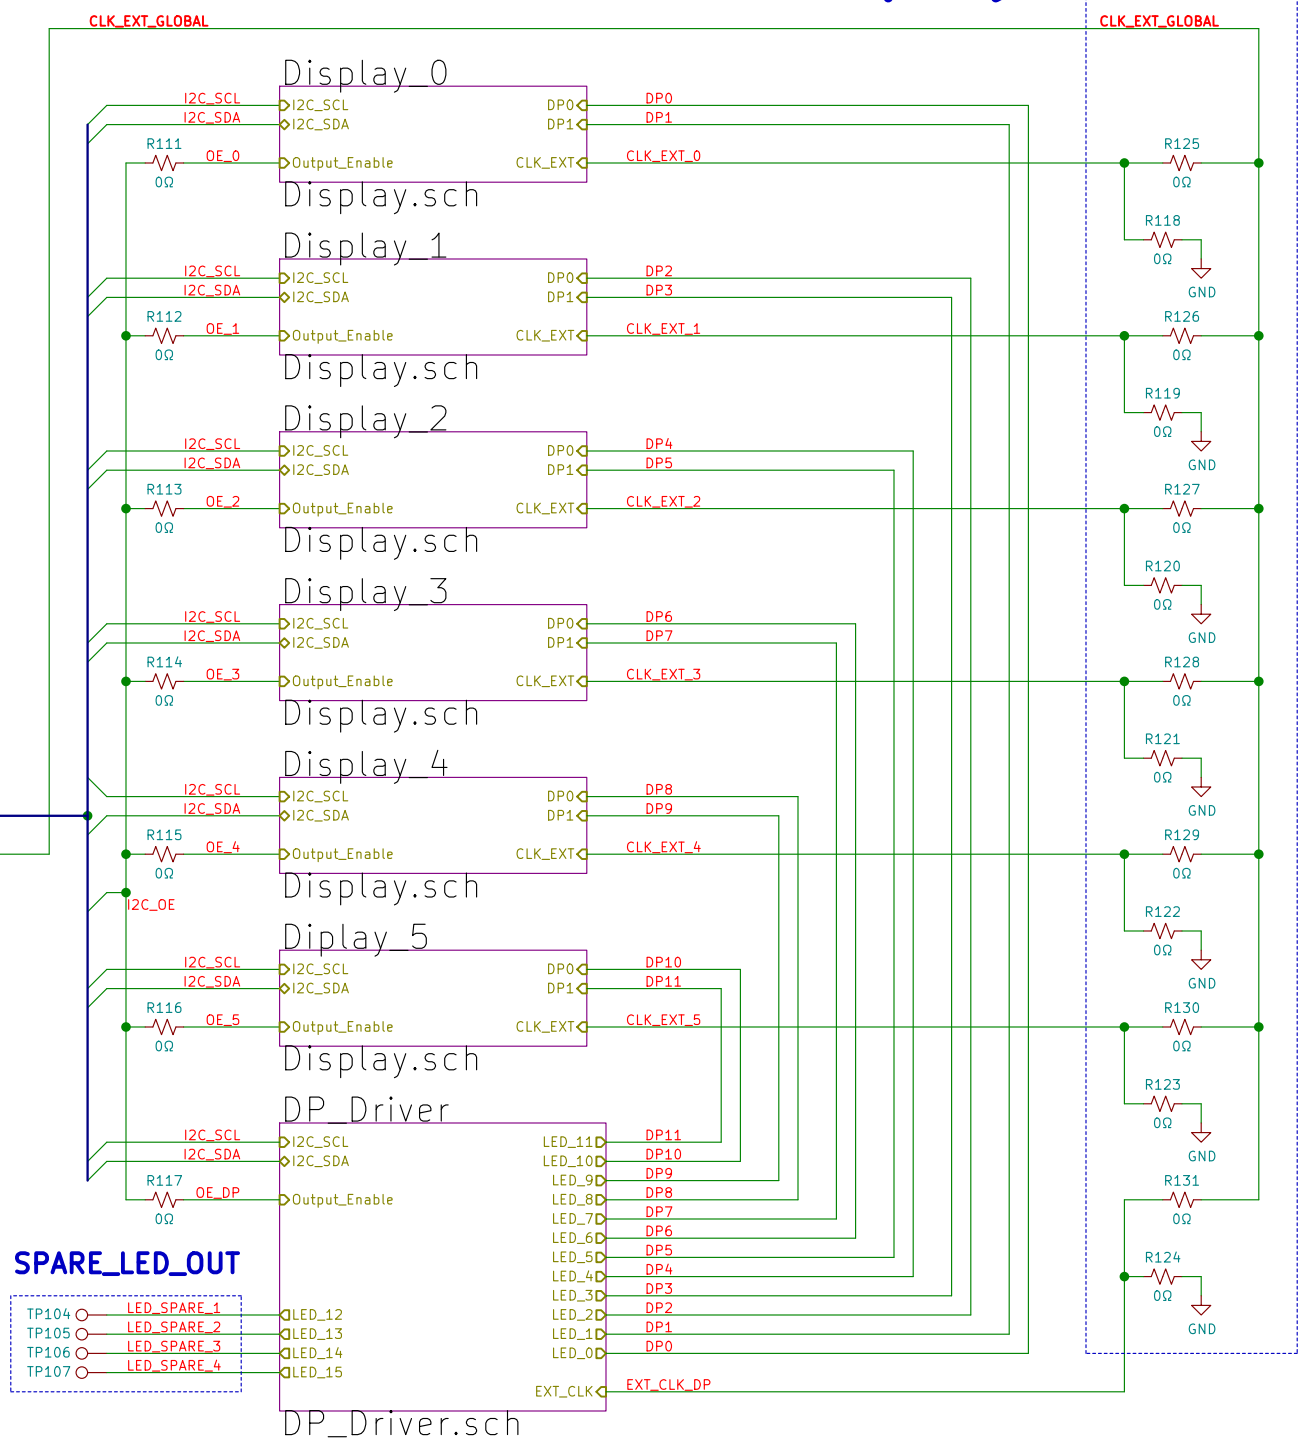 CLK_EXT_GLOBAL CLK_EXT_GLOBAL
Display_0
I2C_SCL I2C_SCL DP0 DP0
I2C_SDA I2C_SDA DP1 DP1
R111 OE_0 Output_Enable CLK_EXT CLK_EXT_0 R125
0Ω 0Ω
Display.sch
R118
0Ω
GND
Display_1
I2C_SCL I2C_SCL DP0 DP2
I2C_SDA I2C_SDA DP1 DP3
R112 OE_1 Output_Enable CLK_EXT CLK_EXT_1 R126
0Ω 0Ω
Display.sch
R119
0Ω
GND
Display_2
I2C_SCL I2C_SCL DP0 DP4
I2C_SDA I2C_SDA DP1 DP5
R113 OE_2 Output_Enable CLK_EXT CLK_EXT_2 R127
0Ω 0Ω
Display.sch
R120
0Ω
GND
Display_3
I2C_SCL I2C_SCL DP0 DP6
I2C_SDA I2C_SDA DP1 DP7
R114 OE_3 Output_Enable CLK_EXT CLK_EXT_3 R128
0Ω 0Ω
Display.sch
R121
0Ω
GND
Display_4
I2C_SCL I2C_SCL DP0 DP8
I2C_SDA I2C_SDA DP1 DP9
R115 OE_4 Output_Enable CLK_EXT CLK_EXT_4 R129
0Ω 0Ω
Display.sch
I2C_OE
R122
0Ω
GND
Diplay_5
I2C_SCL I2C_SCL DP0 DP10
I2C_SDA I2C_SDA DP1 DP11
R116 OE_5 Output_Enable CLK_EXT CLK_EXT_5 R130
0Ω 0Ω
Display.sch
R123
0Ω
GND
DP_Driver
I2C_SCL I2C_SCL LED_11 DP11
I2C_SDA I2C_SDA LED_10 DP10
LED_9 DP9
R117 OE_DP Output_Enable LED_8 DP8 R131
0Ω 0Ω
LED_7 DP7
LED_6 DP6
LED_5 DP5
LED_4 DP4 R124
0Ω
LED_3 DP3
LED_2 DP2
LED_1 DP1
LED_0 DP0
GND
SPARE_LED_OUT
TP104 LED_SPARE_1 LED_12
TP105 LED_SPARE_2 LED_13
TP106 LED_SPARE_3 LED_14
TP107 LED_SPARE_4 LED_15
EXT_CLK EXT_CLK_DP
DP_Driver.sch